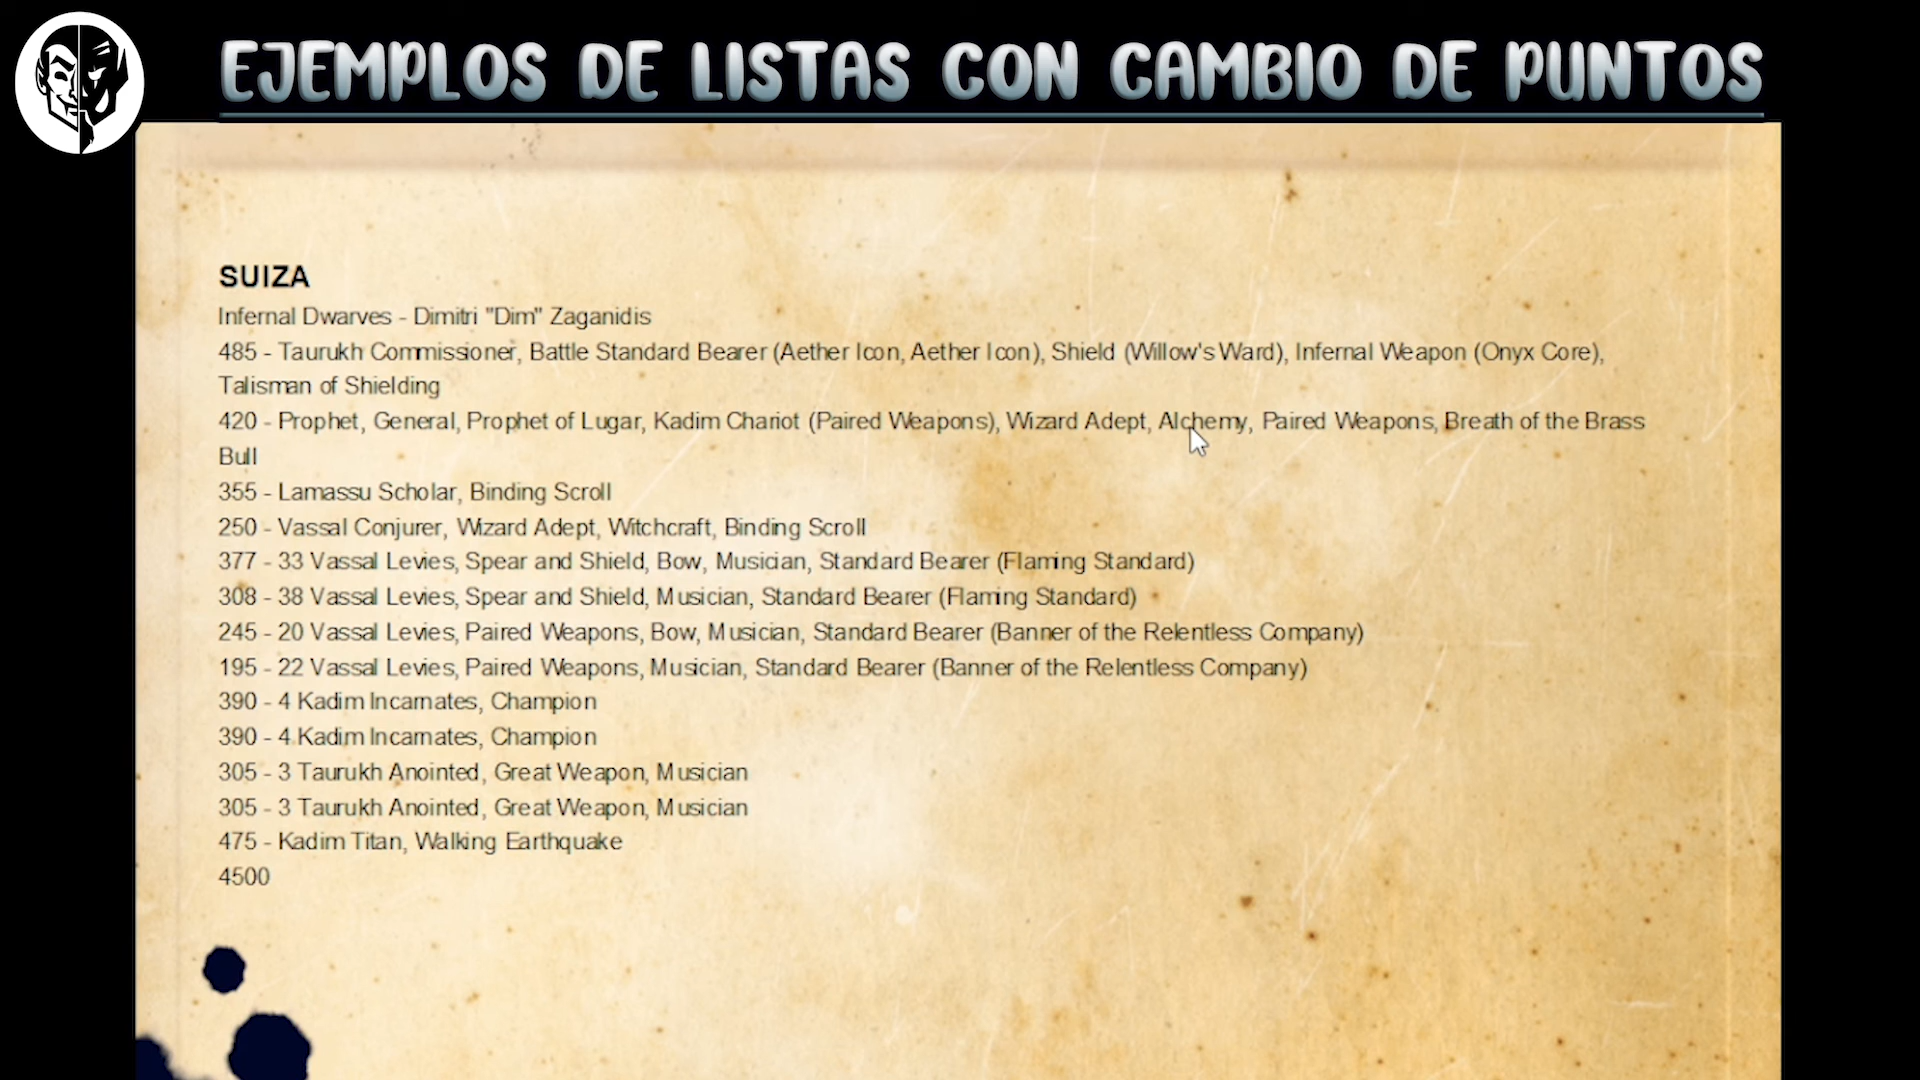 EJEMPLOS DE LISTAS CON CAMBIO DE PUNTOS
SUIZA
Infernal Dwarves - Dimitri "Dim" Zaganidis
485 - Taurukh Commissioner, Battle Standard Bearer (Aether Icon, Aether Icon), Shield (Willow's Ward), Infernal Weapon (Onyx Core),
Talisman of Shielding
420 - Prophet, General, Prophet of Lugar, Kadim Chariot (Paired Weapons), Wizard Adept, Alchemy, Paired Weapons, Breath of the Brass
Bull
355 - Lamassu Scholar, Binding Scroll
250 - Vassal Conjurer, Wizard Adept, Witchcraft, Binding Scroll
377 - 33 Vassal Levies, Spear and Shield, Bow, Musician, Standard Bearer (Flaming Standard)
308 - 38 Vassal Levies, Spear and Shield, Musician, Standard Bearer (Flaming Standard)
245 - 20 Vassal Levies, Paired Weapons, Bow, Musician, Standard Bearer (Banner of the Relentless Company)
195 - 22 Vassal Levies, Paired Weapons, Musician, Standard Bearer (Banner of the Relentless Company)
390 - 4 Kadim Incarnates, Champion
390 - 4 Kadim Incarnates, Champion
305 - 3 Taurukh Anointed, Great Weapon, Musician
305 - 3 Taurukh Anointed, Great Weapon, Musician
475 - Kadim Titan, Walking Earthquake
4500